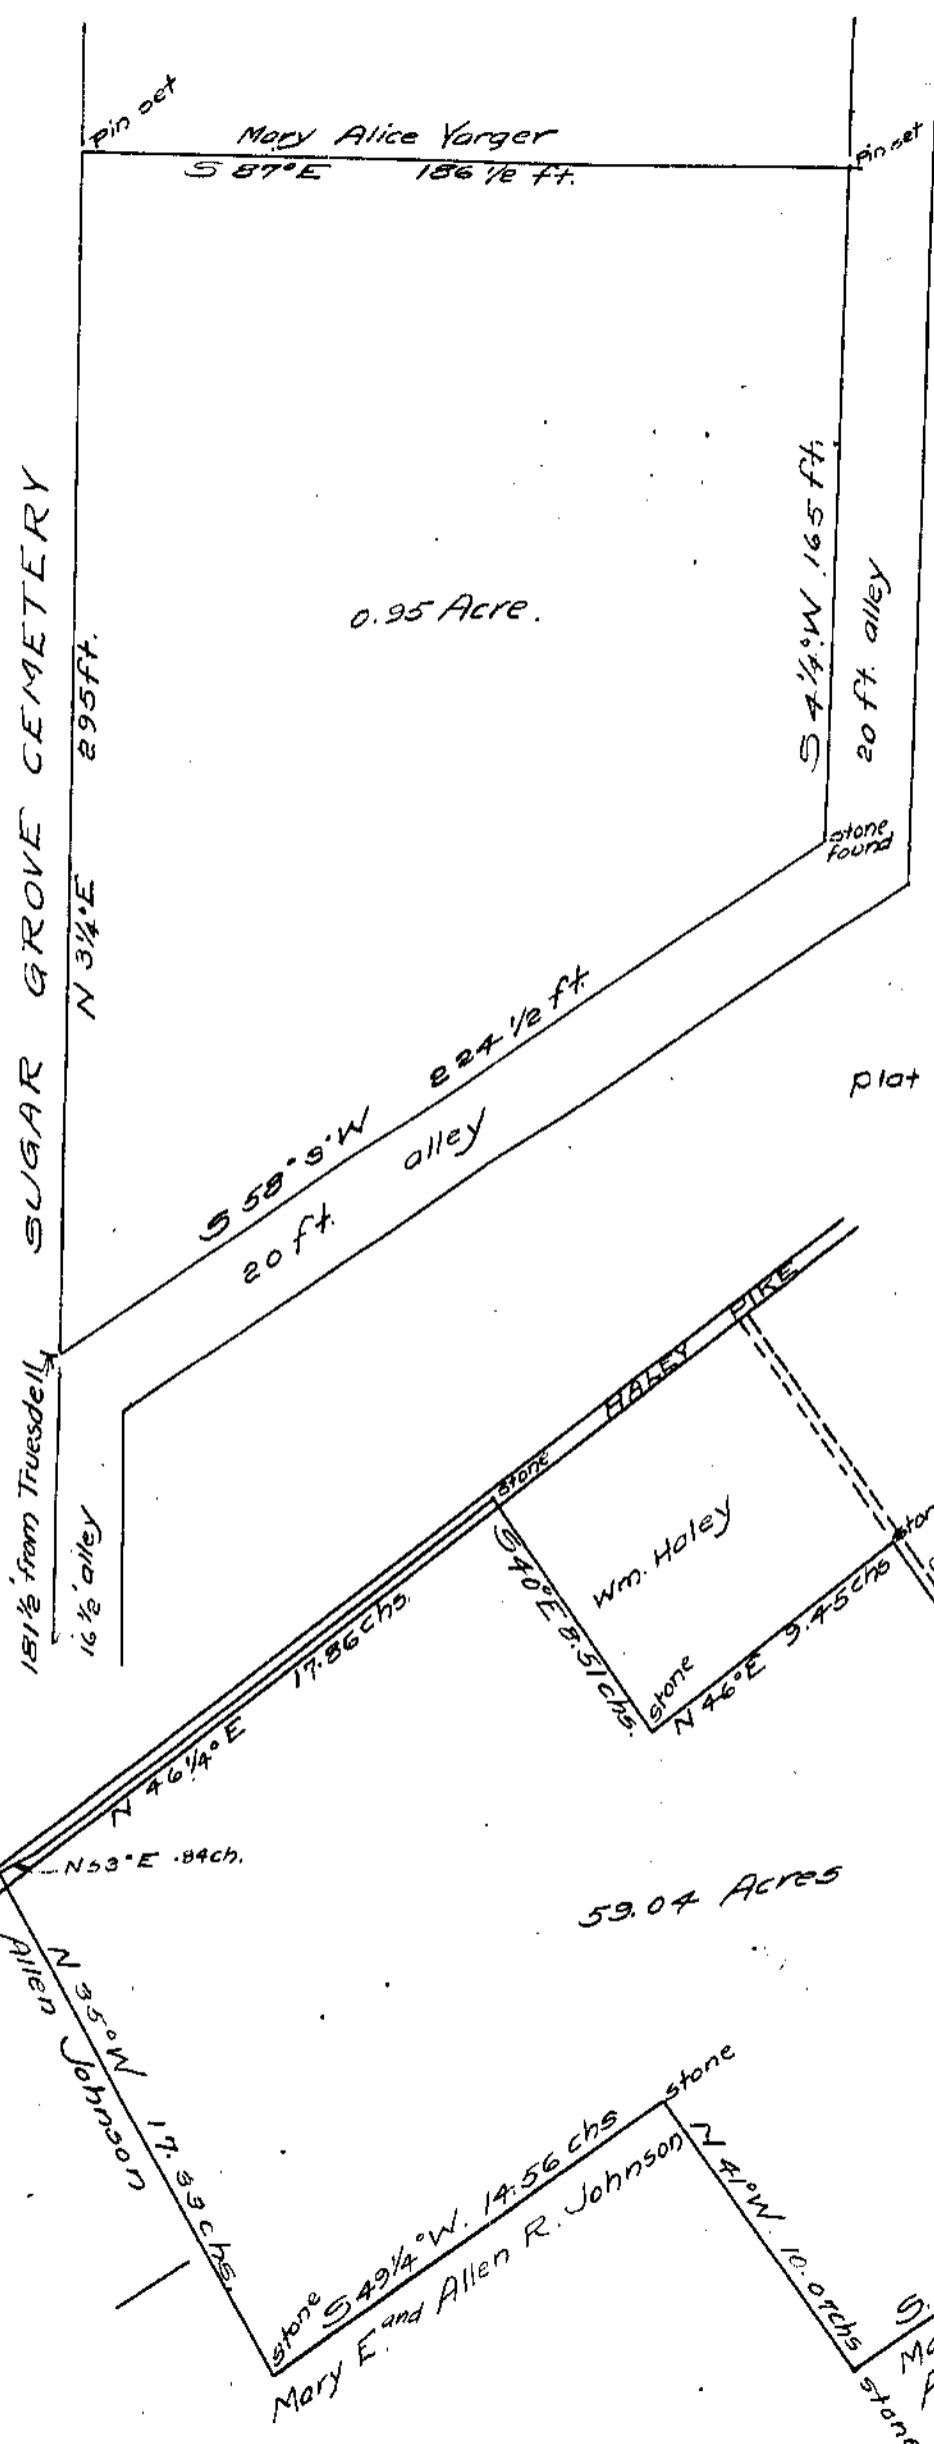 Pin set
Mary Alice Yarger
S 87°E 186 1/2 ft.
Pin set
SUGAR GROVE CEMETERY
N 3 1/4°E 295 ft.
0.95 Acre.
S 4 1/4°W 165 ft.
20 ft. alley
stone
found
S 58° 9' W 224 1/2 ft
20 ft. alley
Plat
181 1/2' from Truesdell
16 1/2' alley
HALEY PIKE
stone
Wm. Haley
S 40°E 8.51 chs.
stone
N 46°E 9.45 chs
N 46 1/4°E 17.86 chs.
N 53°E .84 ch.
59.04 Acres
Allen Johnson
N 35°W 17.33 chs.
stone
stone
S 49 1/4°W. 14.56 chs
Mary E. and Allen R. Johnson
N 41°W. 10.07 chs
stone